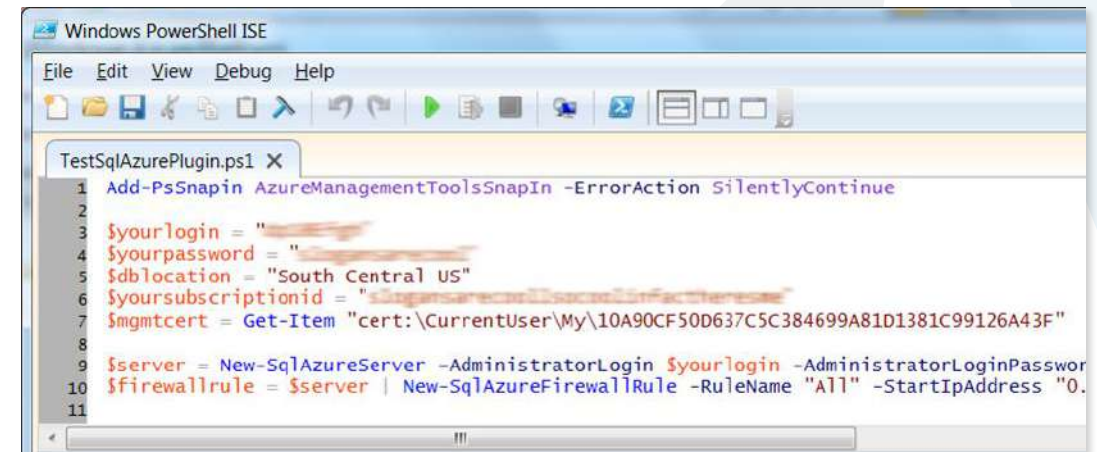 Windows PowerShell ISE
File Edit View Debug Help
TestSqlAzurePlugin.ps1 X
1 Add-PsSnapin AzureManagementToolsSnapIn -ErrorAction SilentlyContinue
2
3 $yourlogin = "
4 $yourpassword = "
5 $dblocation = "South Central US"
6 $yoursubscriptionid = "
7 $mgmtcert = Get-Item "cert:\CurrentUser\My\10A90CF50D637C5C384699A81D1381C99126A43F"
8
9 $server = New-SqlAzureServer -AdministratorLogin $yourlogin -AdministratorLoginPasswor
10 $firewallrule = $server | New-SqlAzureFirewallRule -RuleName "All" -StartIpAddress "0.
11